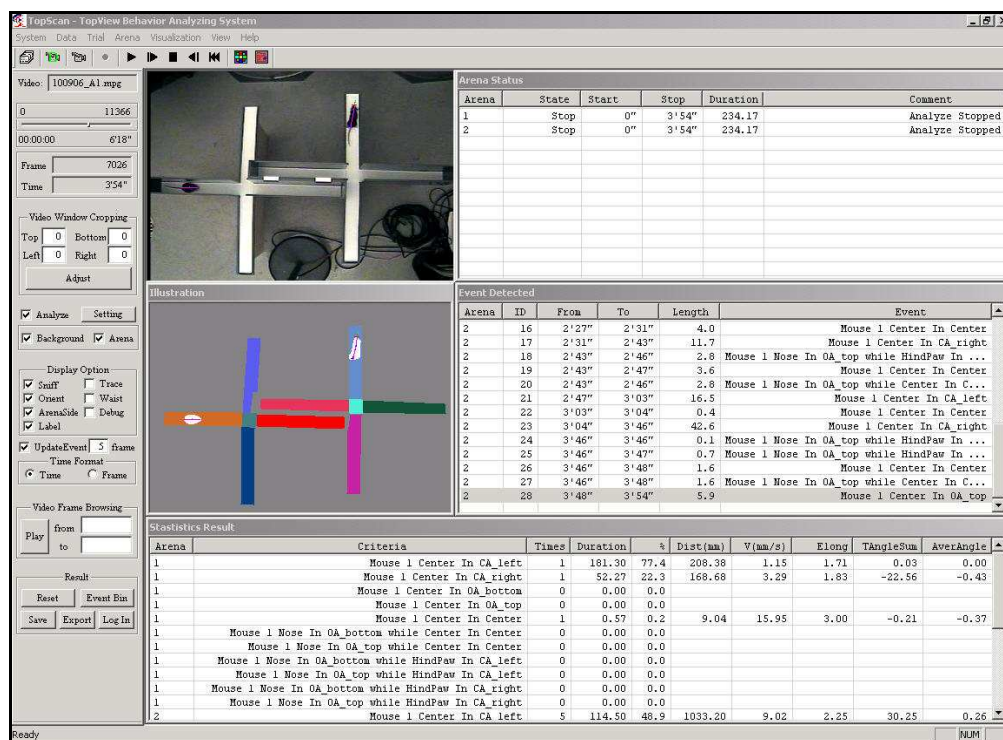 TopScan - TopView Behavior Analyzing System
System Data Trial Arena Visualization View Help
Video: 100906_A1.mpg
0 11366
00:00:00 6'18"
Frame 7026
Time 3'54"
Video Window Cropping
Top 0 Bottom 0
Left 0 Right 0
Adjust
Analyze Setting
Background Arena
Display Option
Sniff Trace
Orient Waist
ArenaSide Debug
Label
UpdateEvent 5 frame
Time Format
Time Frame
Video Frame Browsing
Play from
to
Result
Reset Event Bin
Save Export Log In
Arena Status
Arena State Start Stop Duration Comment
1 Stop 0" 3'54" 234.17 Analyze Stopped
2 Stop 0" 3'54" 234.17 Analyze Stopped
Illustration
Event Detected
Arena ID From To Length Event
2 16 2'27" 2'31" 4.0 Mouse 1 Center In Center
2 17 2'31" 2'43" 11.7 Mouse 1 Center In CA_right
2 18 2'43" 2'46" 2.8 Mouse 1 Nose In OA_top while HindPaw In ...
2 19 2'43" 2'47" 3.6 Mouse 1 Center In Center
2 20 2'43" 2'46" 2.8 Mouse 1 Nose In OA_top while Center In C...
2 21 2'47" 3'03" 16.5 Mouse 1 Center In CA_left
2 22 3'03" 3'04" 0.4 Mouse 1 Center In Center
2 23 3'04" 3'46" 42.6 Mouse 1 Center In CA_right
2 24 3'46" 3'46" 0.1 Mouse 1 Nose In OA_top while HindPaw In ...
2 25 3'46" 3'47" 0.7 Mouse 1 Nose In OA_top while HindPaw In ...
2 26 3'46" 3'48" 1.6 Mouse 1 Center In Center
2 27 3'46" 3'48" 1.6 Mouse 1 Nose In OA_top while Center In C...
2 28 3'48" 3'54" 5.9 Mouse 1 Center In OA_top
Stastistics Result
Arena Criteria Times Duration % Dist(mm) V(mm/s) Elong TAngleSum AverAngle
1 Mouse 1 Center In CA_left 1 181.30 77.4 208.38 1.15 1.71 0.03 0.00
1 Mouse 1 Center In CA_right 1 52.27 22.3 168.68 3.29 1.83 -22.56 -0.43
1 Mouse 1 Center In OA_bottom 0 0.00 0.0
1 Mouse 1 Center In OA_top 0 0.00 0.0
1 Mouse 1 Center In Center 1 0.57 0.2 9.04 15.95 3.00 -0.21 -0.37
1 Mouse 1 Nose In OA_bottom while Center In Center 0 0.00 0.0
1 Mouse 1 Nose In OA_top while Center In Center 0 0.00 0.0
1 Mouse 1 Nose In OA_bottom while HindPaw In CA_left 0 0.00 0.0
1 Mouse 1 Nose In OA_top while HindPaw In CA_left 0 0.00 0.0
1 Mouse 1 Nose In OA_bottom while HindPaw In CA_right 0 0.00 0.0
1 Mouse 1 Nose In OA_top while HindPaw In CA_right 0 0.00 0.0
2 Mouse 1 Center In CA left 5 114.50 48.9 1033.20 9.02 2.25 30.25 0.26
Ready NUM